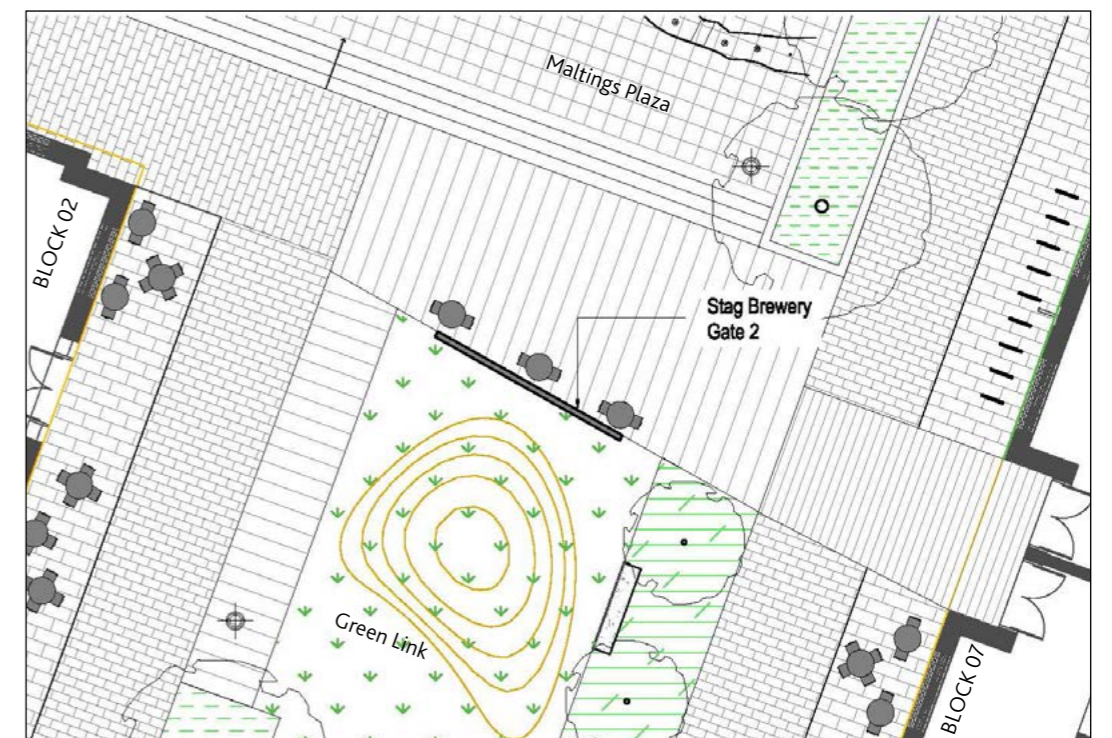 Maltings Plaza
BLOCK 02
Stag Brewery
Gate 2
Green Link
BLOCK 07